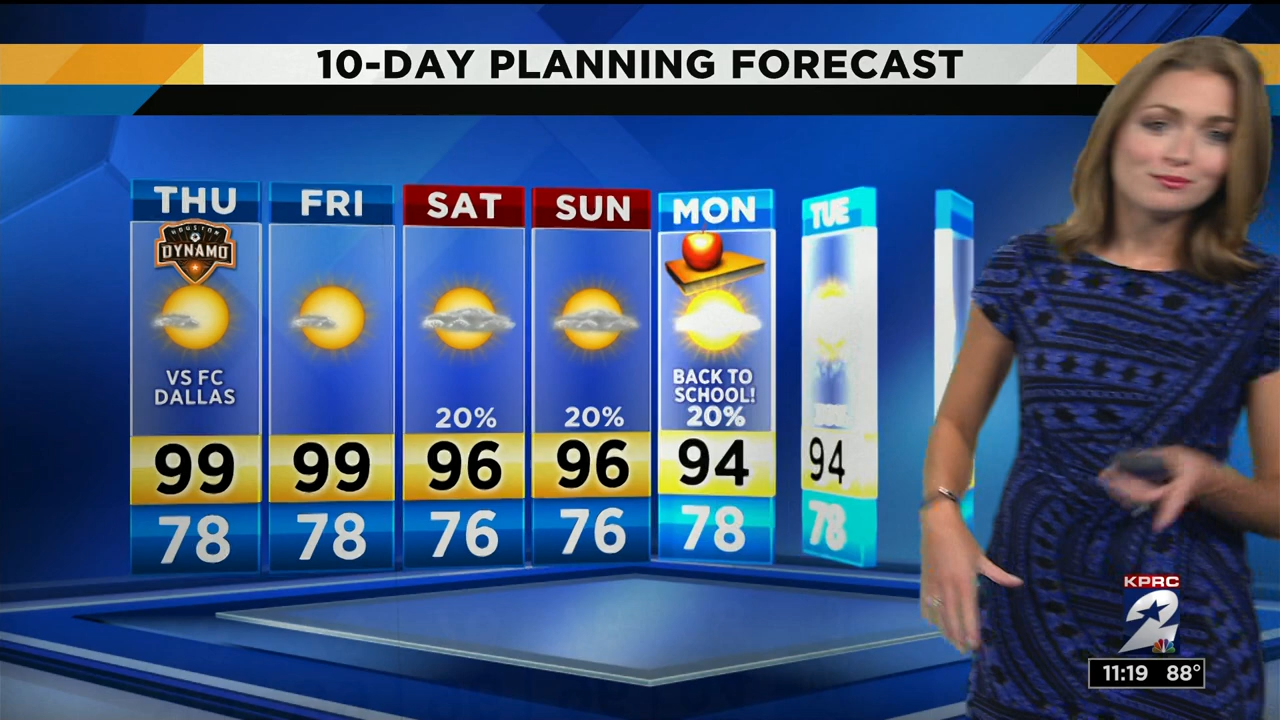 10-DAY PLANNING FORECAST
THU
HOUSTON
DYNAMO
VS FC
DALLAS
99
78
FRI
99
78
SAT
20%
96
76
SUN
20%
96
76
MON
BACK TO
SCHOOL!
20%
94
78
TUE
94
78
KPRC
2
11:19 88°